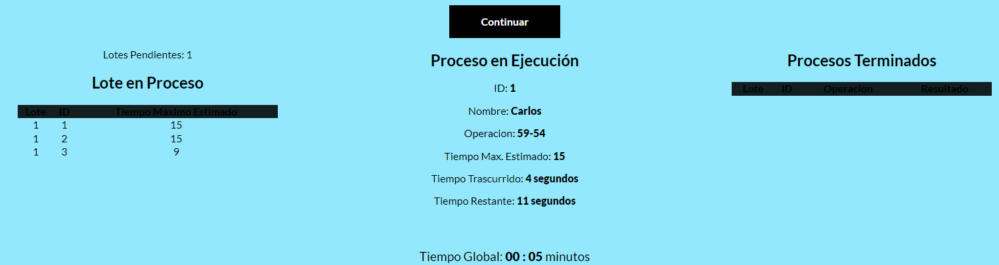 Continuar
Lotes Pendientes: 1
Lote en Proceso
Lote ID Tiempo Máximo Estimado
1 1 15
1 2 15
1 3 9
Proceso en Ejecución
ID: 1
Nombre: Carlos
Operacion: 59-54
Tiempo Max. Estimado: 15
Tiempo Trascurrido: 4 segundos
Tiempo Restante: 11 segundos
Tiempo Global: 00 : 05 minutos
Procesos Terminados
Lote ID Operacion Resultado